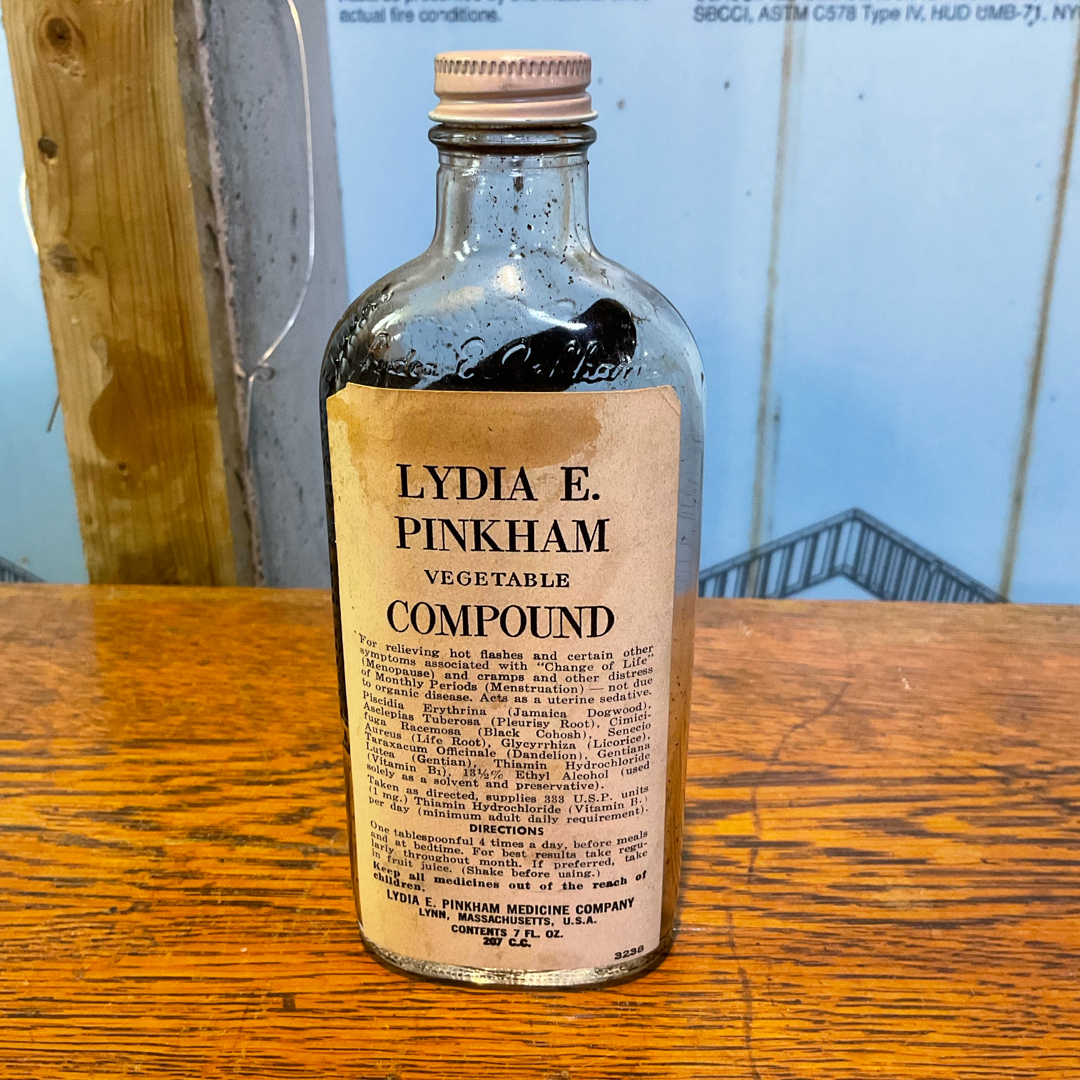 actual fire conditions.
SBCCI, ASTM C578 Type IV, HUD UMB-71, NY
LYDIA E.
PINKHAM
VEGETABLE
COMPOUND
For relieving hot flashes and certain other
symptoms associated with "Change of Life"
(Menopause) and cramps and other distress
of Monthly Periods (Menstruation) — not due
to organic disease. Acts as a uterine sedative.
Piscidia Erythrina (Jamaica Dogwood),
Asclepias Tuberosa (Pleurisy Root), Cimici-
fuga Racemosa (Black Cohosh), Senecio
Aureus (Life Root), Glycyrrhiza (Licorice),
Taraxacum Officinale (Dandelion), Gentiana
Lutea (Gentian), Thiamin Hydrochloride
(Vitamin B1), 13½% Ethyl Alcohol (used
solely as a solvent and preservative).
Taken as directed, supplies 333 U.S.P. units
(1 mg.) Thiamin Hydrochloride (Vitamin B1)
per day (minimum adult daily requirement).
DIRECTIONS
One tablespoonful 4 times a day, before meals
and at bedtime. For best results take regu-
larly throughout month. If preferred, take
in fruit juice. (Shake before using.)
Keep all medicines out of the reach of
children.
LYDIA E. PINKHAM MEDICINE COMPANY
LYNN, MASSACHUSETTS, U.S.A.
CONTENTS 7 FL. OZ.
207 C.C.
3238